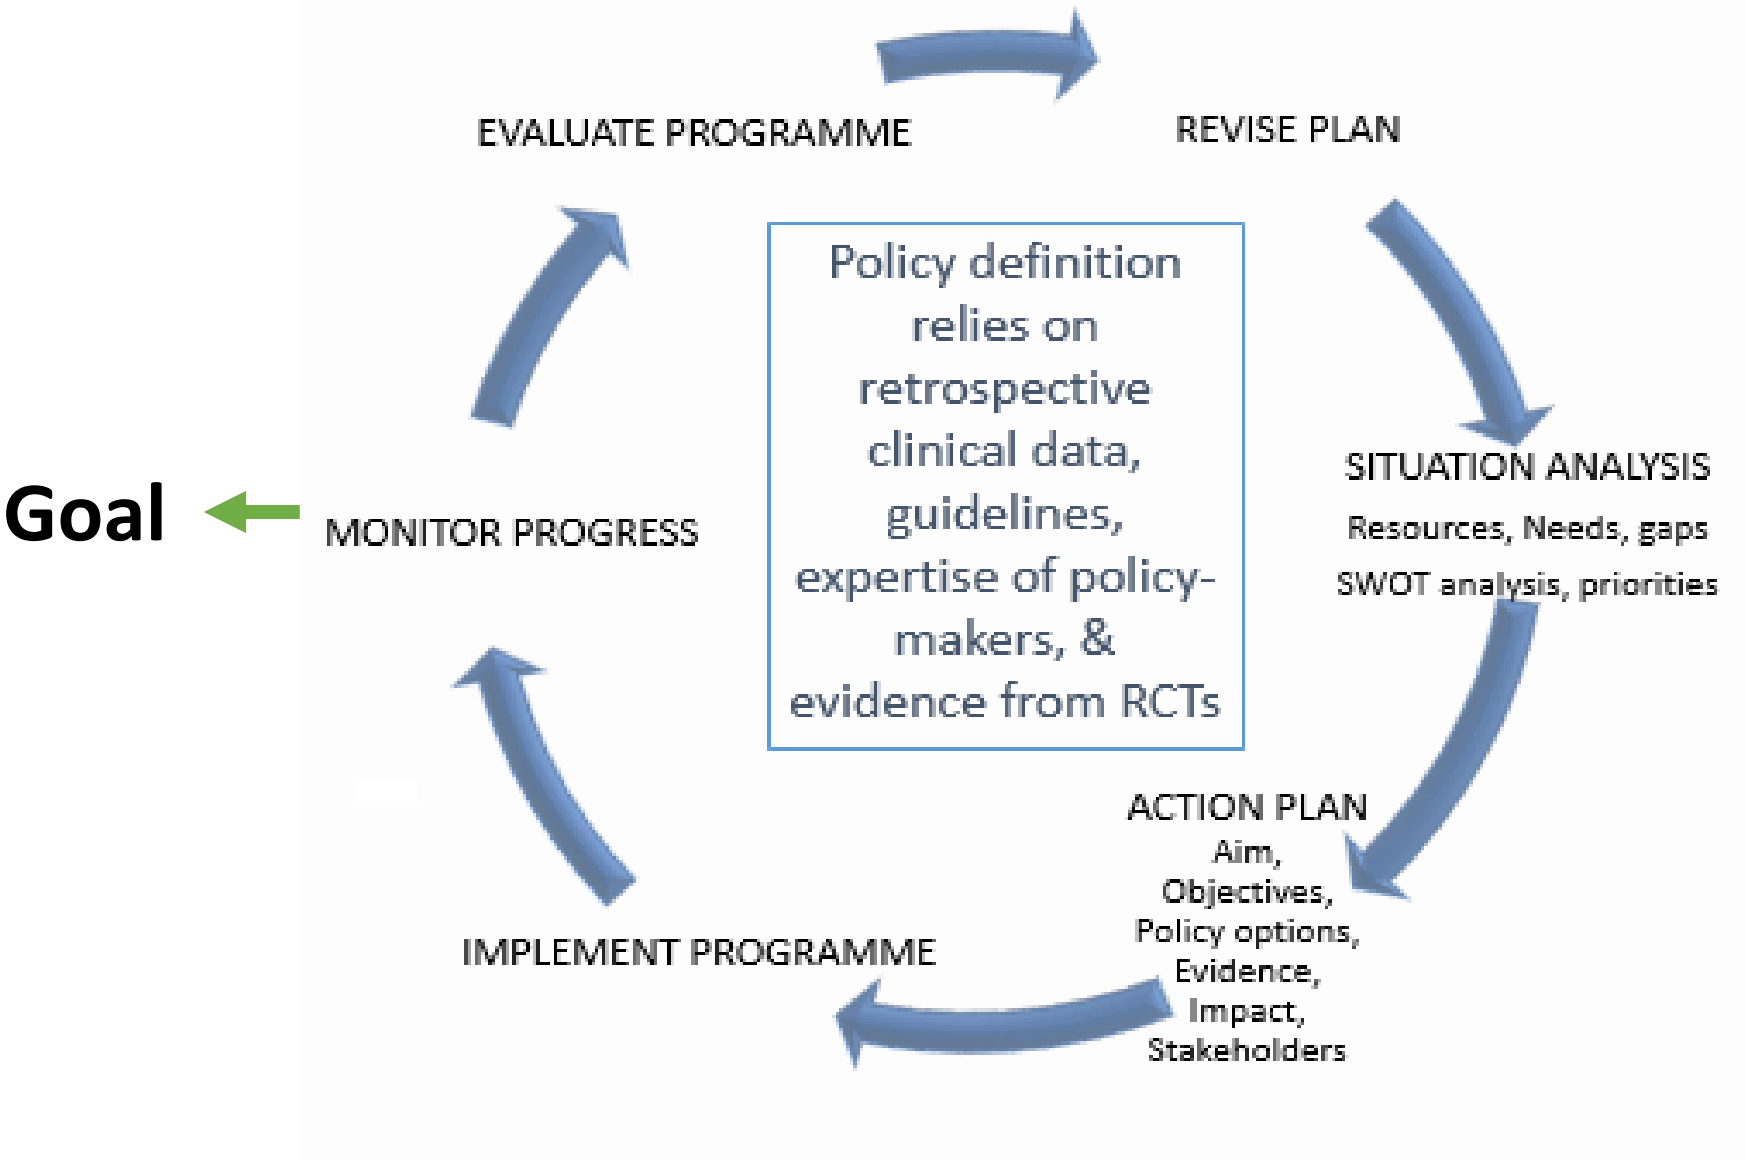 EVALUATE PROGRAMME
REVISE PLAN
Policy definition
relies on
retrospective
clinical data,
guidelines,
expertise of policy-
makers, &
evidence from RCTs
SITUATION ANALYSIS
Resources, Needs, gaps
SWOT analysis, priorities
Goal
MONITOR PROGRESS
ACTION PLAN
Aim,
Objectives,
Policy options,
Evidence,
Impact,
Stakeholders
IMPLEMENT PROGRAMME